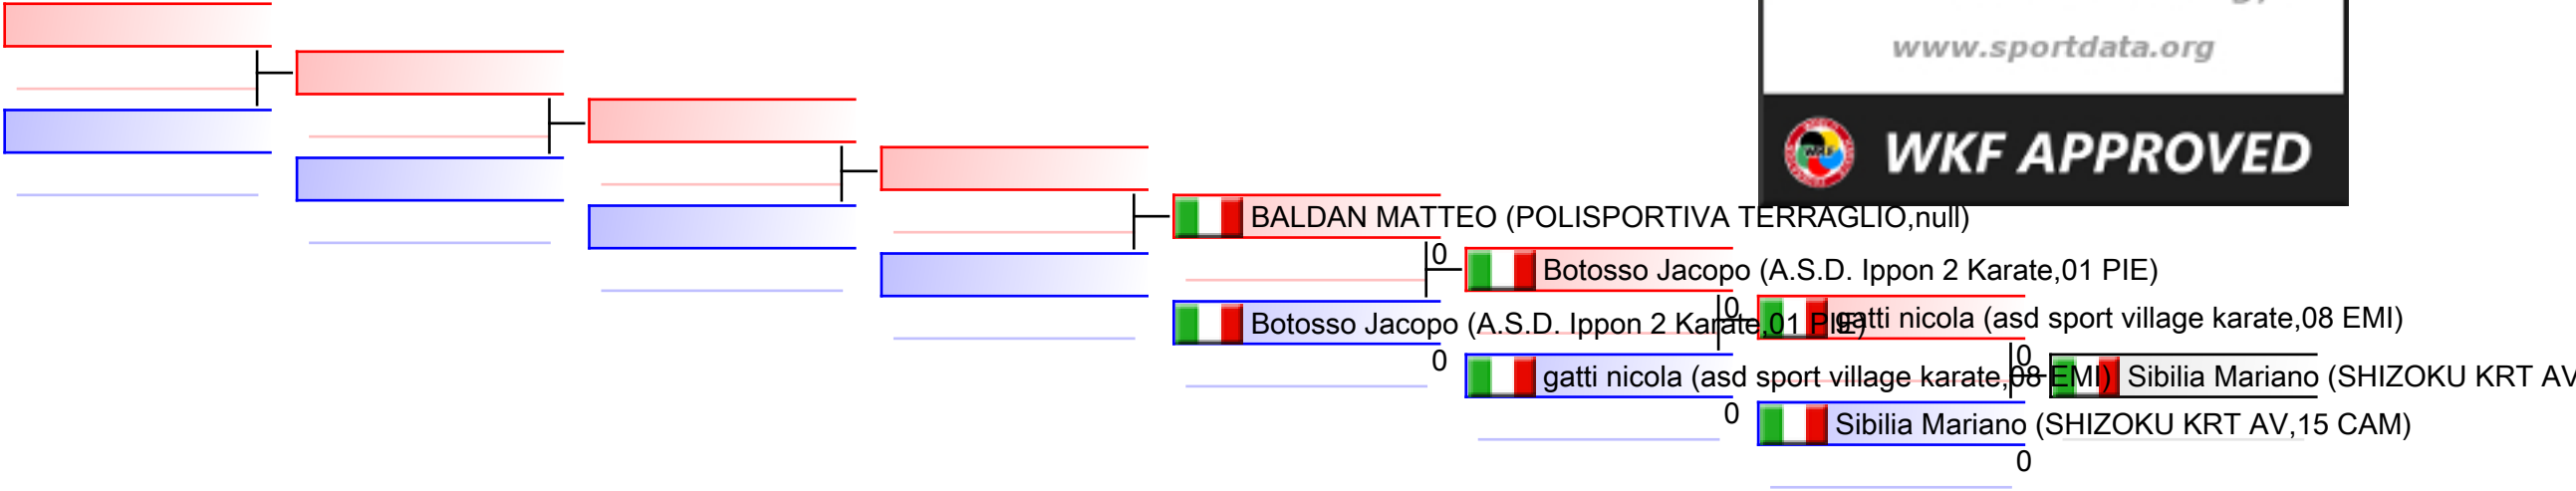 www.sportdata.org
WKF APPROVED
BALDAN MATTEO (POLISPORTIVA TERRAGLIO,null)
0
Botosso Jacopo (A.S.D. Ippon 2 Karate,01 PIE)
0
gatti nicola (asd sport village karate,08 EMI)
Botosso Jacopo (A.S.D. Ippon 2 Karate,01 PIE)
0
0
gatti nicola (asd sport village karate,08 EMI)
Sibilia Mariano (SHIZOKU KRT AV
0
Sibilia Mariano (SHIZOKU KRT AV,15 CAM)
0